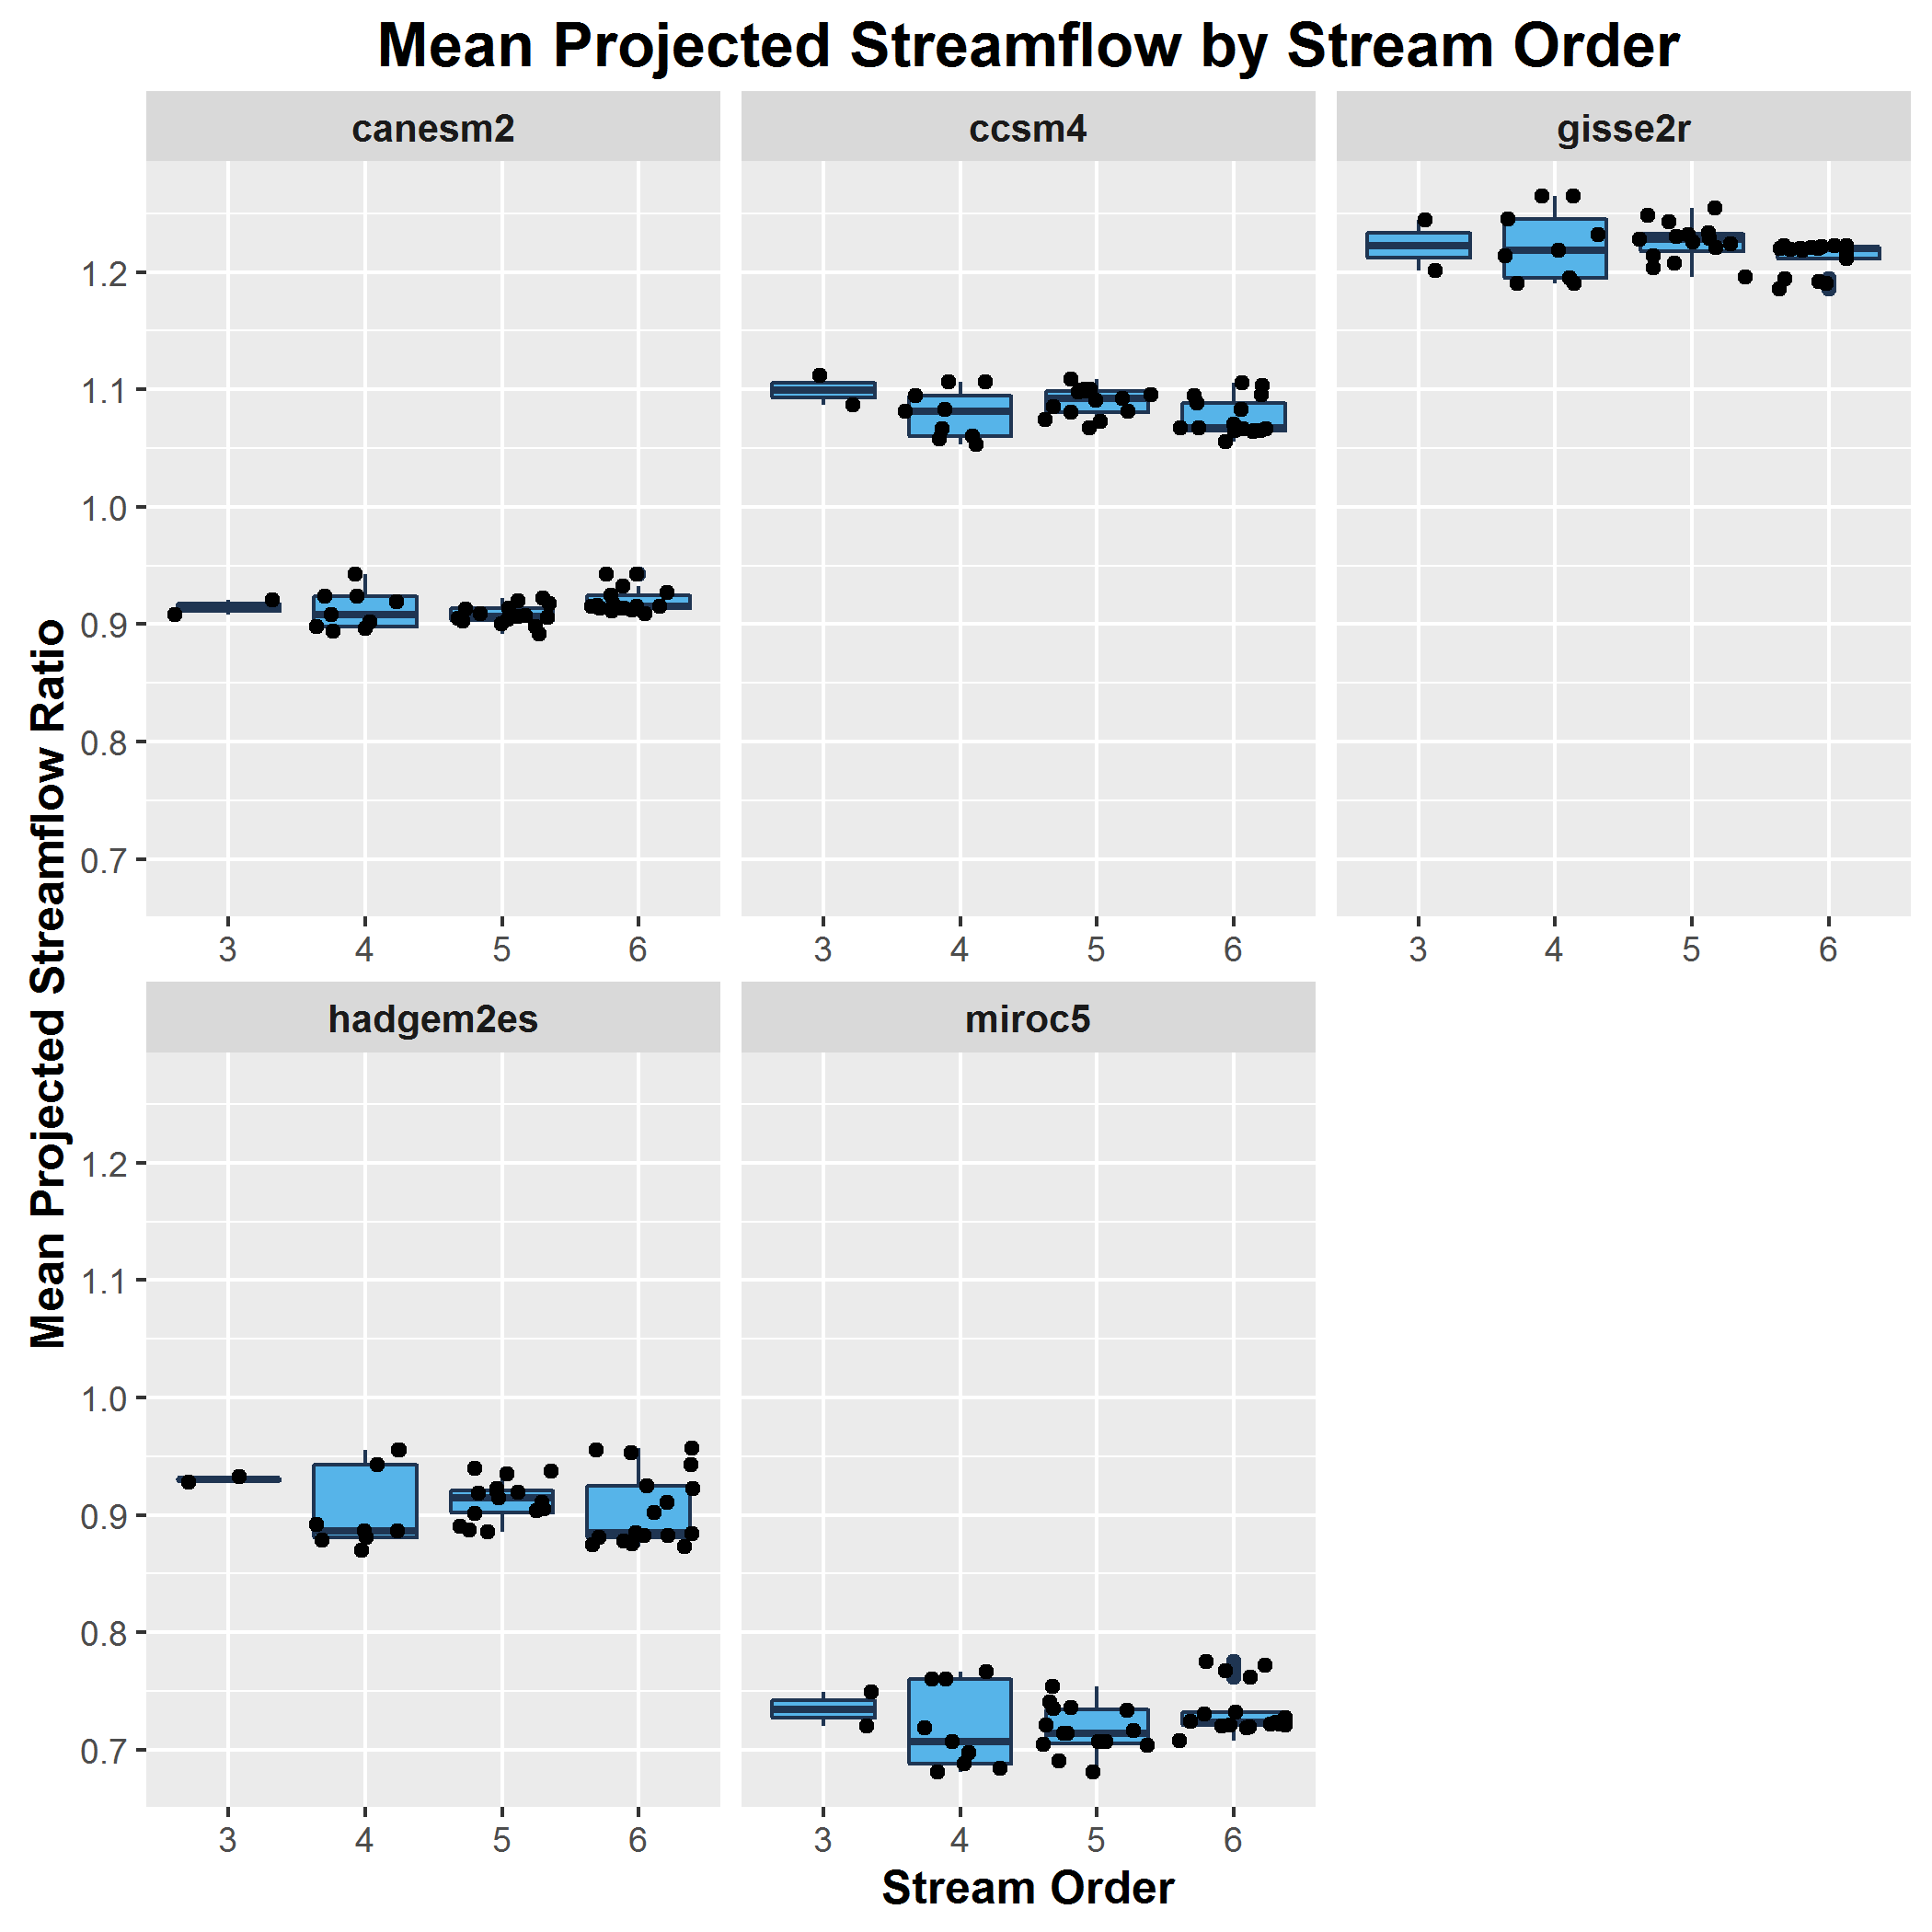 Mean Projected Streamflow by Stream Order
canesm2
ccsm4
gisse2r
Mean Projected Streamflow Ratio
1.2
1.1
1.0
0.9
0.8
0.7
3 4 5 6
3 4 5 6
3 4 5 6
hadgem2es
miroc5
1.2
1.1
1.0
0.9
0.8
0.7
3 4 5 6
3 4 5 6
Stream Order